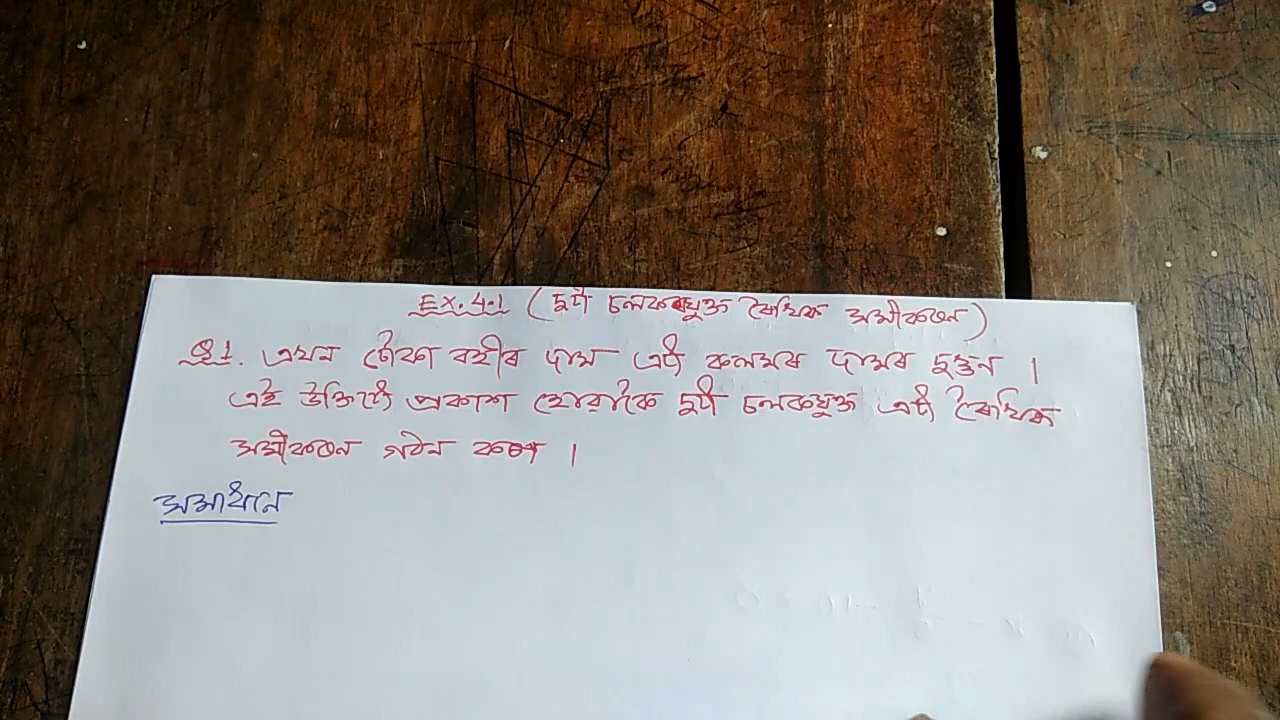 Ex. 4.1 (দুটা চলকযুক্ত ৰৈখিক সমীকৰণ)
Q1. এখন টোকা বহীৰ দাম এটা কলমৰ দামৰ দুগুণ ।
এই উক্তিটো প্ৰকাশ হোৱাকৈ দুটা চলকযুক্ত এটা ৰৈখিক
সমীকৰণ গঠন কৰা ।
সমাধান